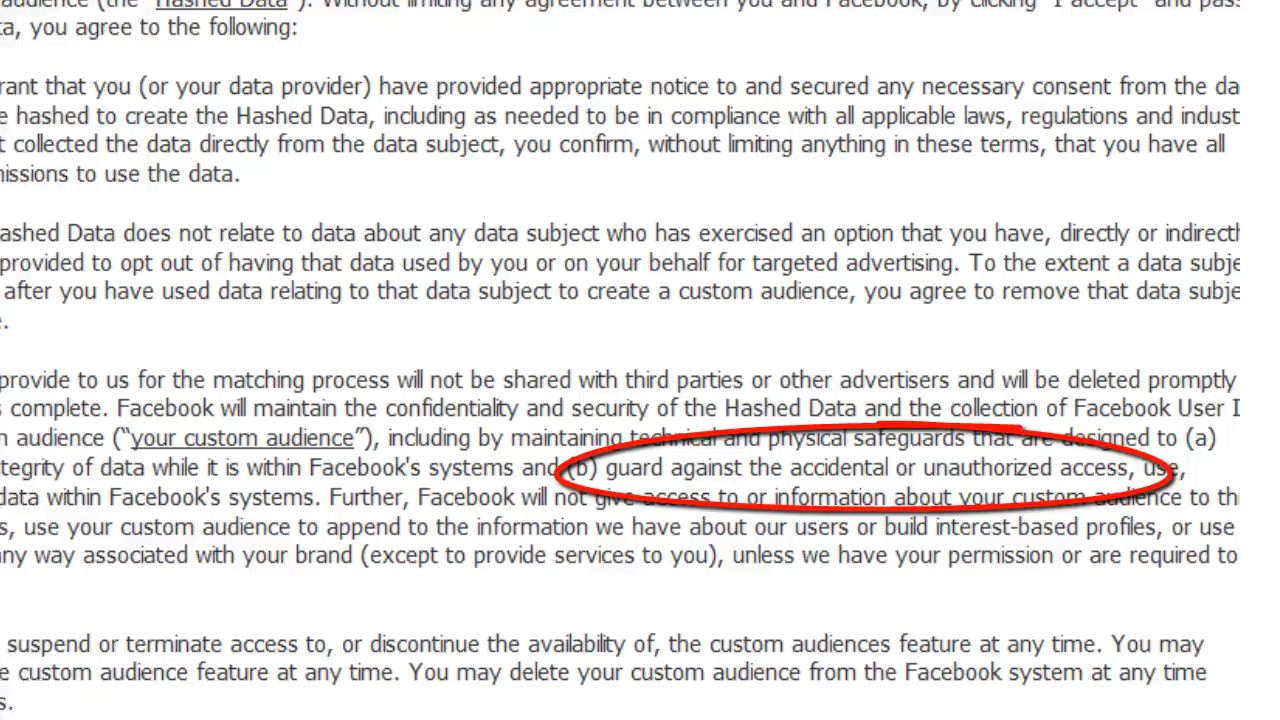 audience (the "Hashed Data"). Without limiting any agreement between you and Facebook, by clicking "I accept" and pass
ta, you agree to the following:
rant that you (or your data provider) have provided appropriate notice to and secured any necessary consent from the da
e hashed to create the Hashed Data, including as needed to be in compliance with all applicable laws, regulations and indust
t collected the data directly from the data subject, you confirm, without limiting anything in these terms, that you have all
nissions to use the data.
ashed Data does not relate to data about any data subject who has exercised an option that you have, directly or indirectl
provided to opt out of having that data used by you or on your behalf for targeted advertising. To the extent a data subje
after you have used data relating to that data subject to create a custom audience, you agree to remove that data subje
e.
provide to us for the matching process will not be shared with third parties or other advertisers and will be deleted promptly
s complete. Facebook will maintain the confidentiality and security of the Hashed Data and the collection of Facebook User I
n audience (“your custom audience”), including by maintaining technical and physical safeguards that are designed to (a)
tegrity of data while it is within Facebook's systems and (b) guard against the accidental or unauthorized access, use,
data within Facebook's systems. Further, Facebook will not give access to or information about your custom audience to thi
s, use your custom audience to append to the information we have about our users or build interest-based profiles, or use
any way associated with your brand (except to provide services to you), unless we have your permission or are required to
suspend or terminate access to, or discontinue the availability of, the custom audiences feature at any time. You may
e custom audience feature at any time. You may delete your custom audience from the Facebook system at any time
s.